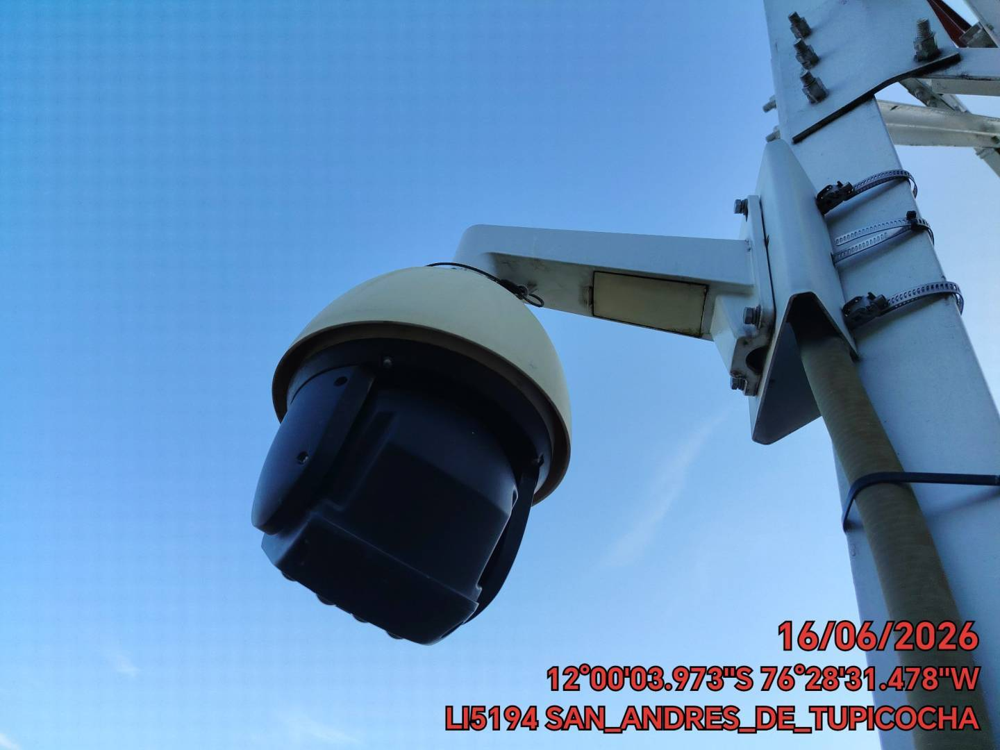 16/06/2026
12°00'03.973"S 76°28'31.478"W
LI5194 SAN_ANDRES_DE_TUPICOCHA